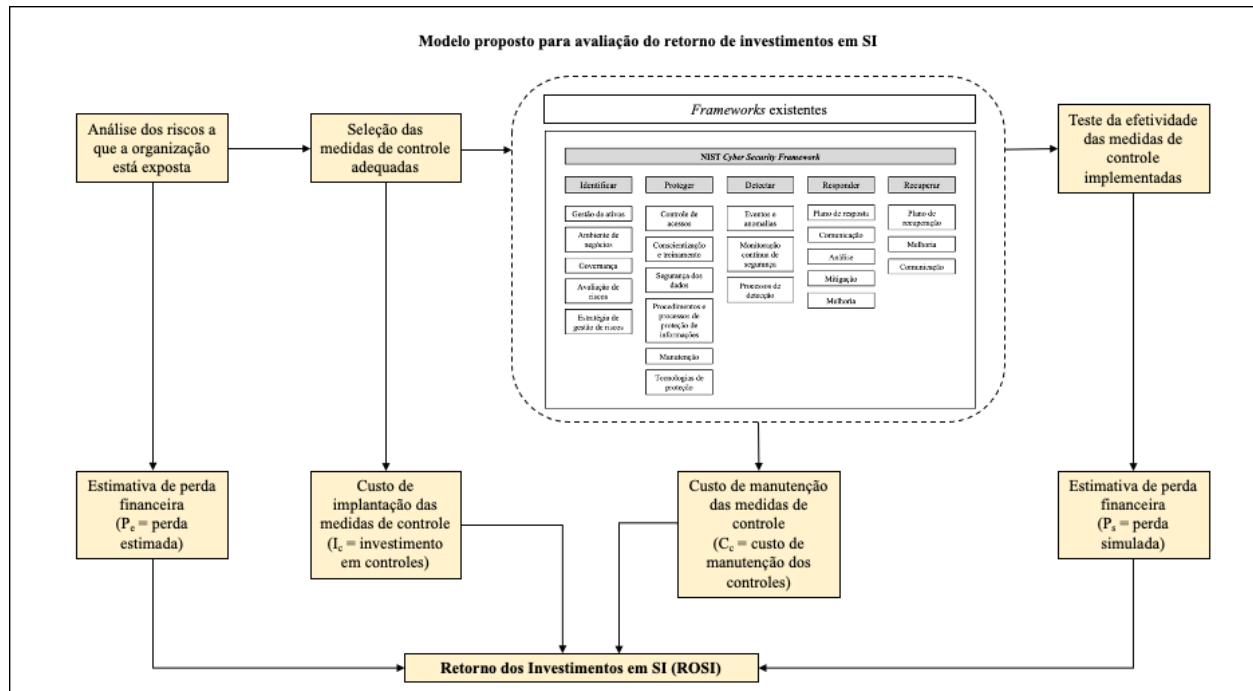 Modelo proposto para avaliação do retorno de investimentos em SI
Análise dos riscos a
que a organização
está exposta
Seleção das
medidas de controle
adequadas
Frameworks existentes
NIST Cyber Security Framework
Identificar
Gestão de ativos
Ambiente de
negócios
Governança
Avaliação de
riscos
Estratégia de
gestão de riscos
Proteger
Controle de
acessos
Conscientização
e treinamento
Segurança dos
dados
Procedimentos e
processos de
proteção de
informações
Manutenção
Tecnologias de
proteção
Detectar
Eventos e
anomalias
Monitoração
contínua de
segurança
Processos de
detecção
Responder
Plano de resposta
Comunicação
Análise
Mitigação
Melhoria
Recuperar
Plano de
recuperação
Melhoria
Comunicação
Teste da efetividade
das medidas de
controle
implementadas
Estimativa de perda
financeira
(Pe = perda
estimada)
Custo de
implantação das
medidas de controle
(Ic = investimento
em controles)
Custo de manutenção
das medidas de
controle
(Cc = custo de
manutenção dos
controles)
Estimativa de perda
financeira
(Ps = perda
simulada)
Retorno dos Investimentos em SI (ROSI)